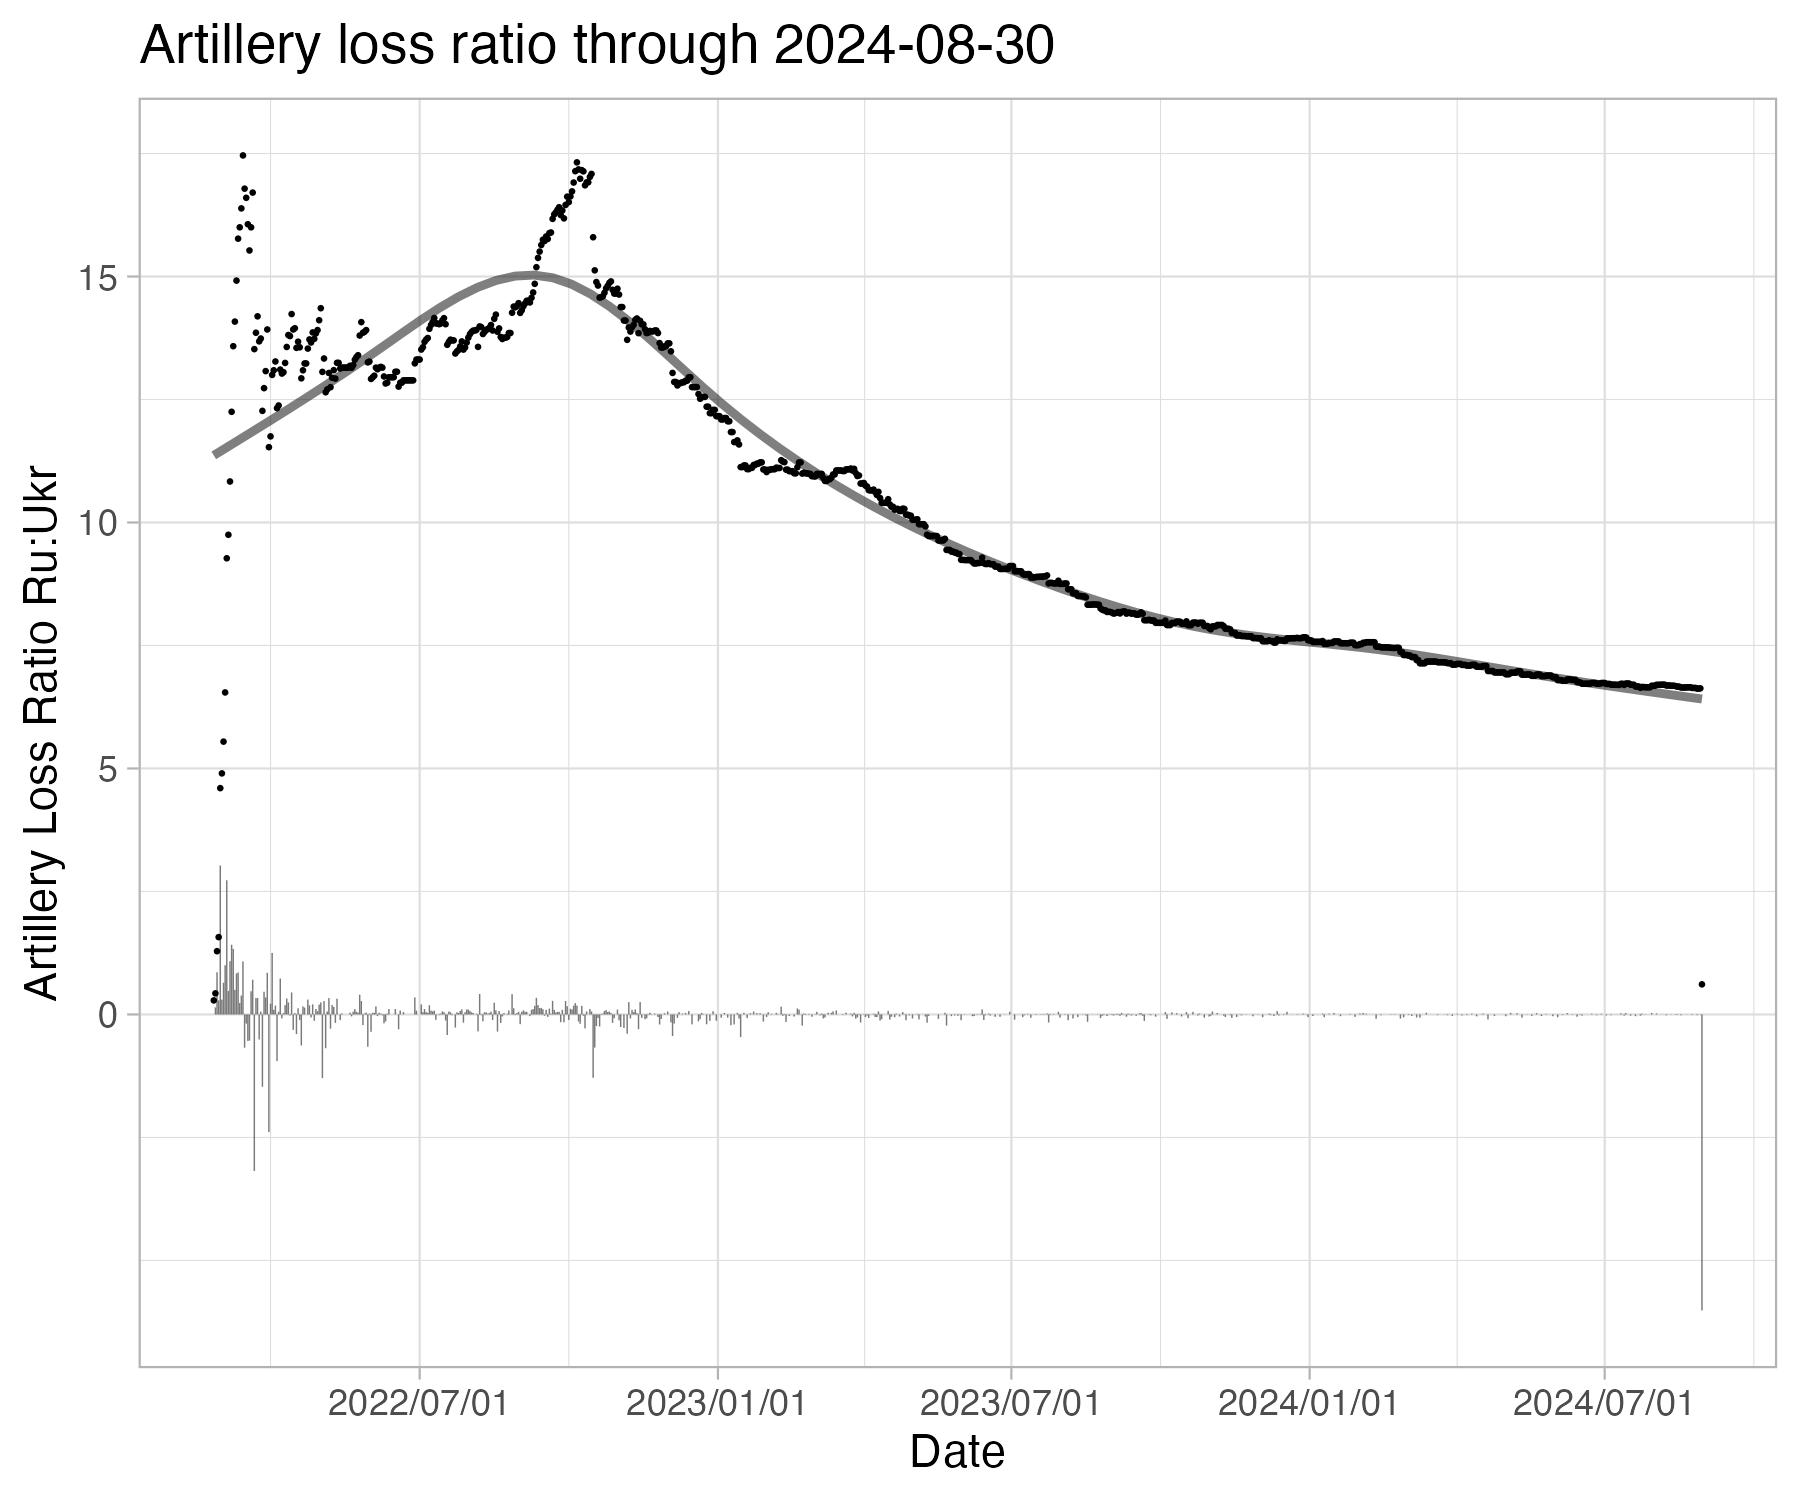 Artillery loss ratio through 2024-08-30
Artillery Loss Ratio Ru:Ukr
15
10
5
0
2022/07/01 2023/01/01 2023/07/01 2024/01/01 2024/07/01
Date